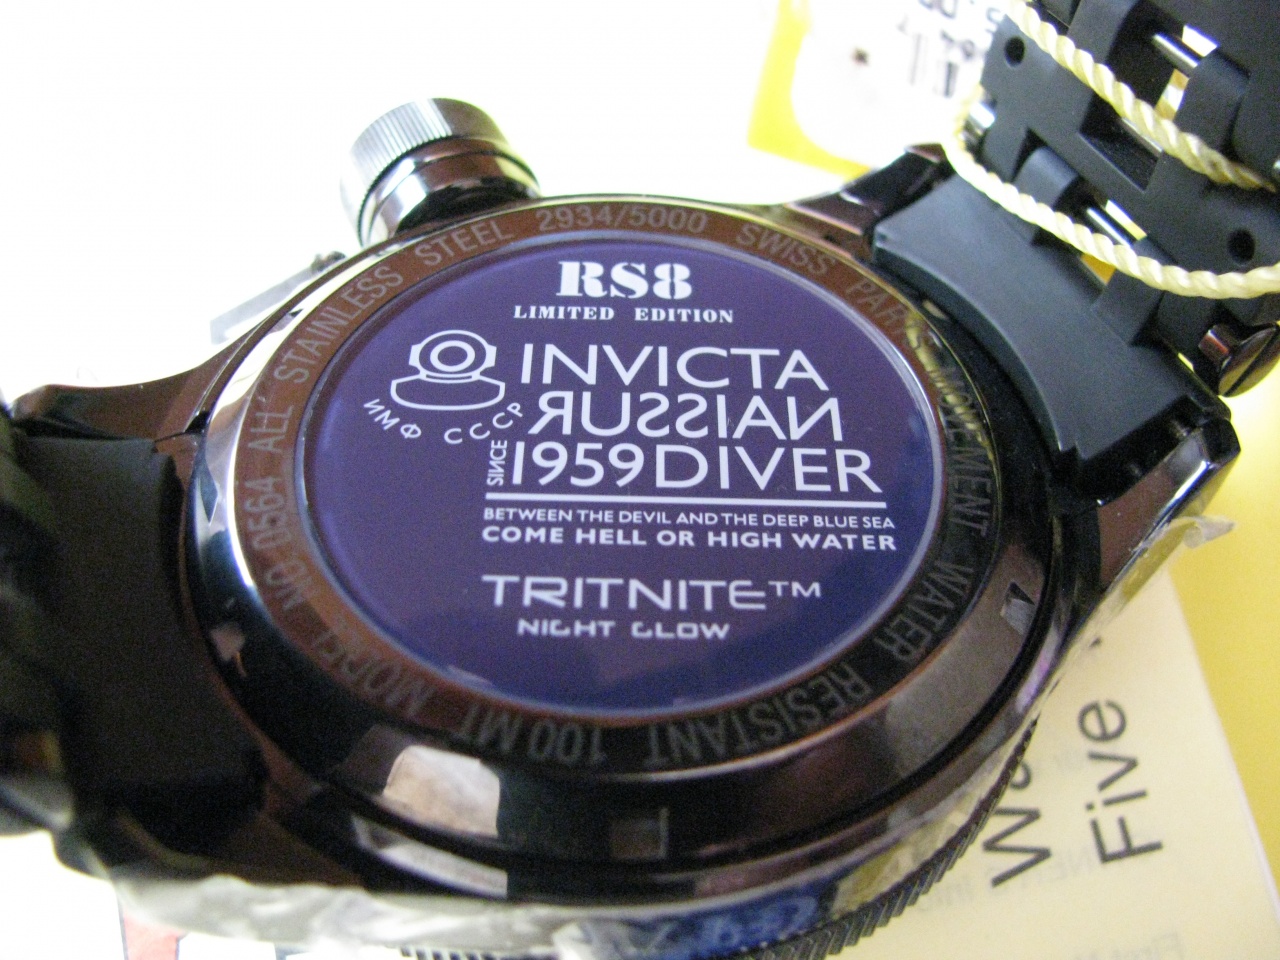 RS8
LIMITED EDITION
INVICTA
ЯUSSIAN
SINCE 1959 DIVER
ИМФ СССР
BETWEEN THE DEVIL AND THE DEEP BLUE SEA
COME HELL OR HIGH WATER
TRITNITE™
NIGHT GLOW
MODEL NO 0564 ALL STAINLESS STEEL 2934/5000 SWISS PARTS MOVEMENT WATER RESISTANT 100 MT
Five